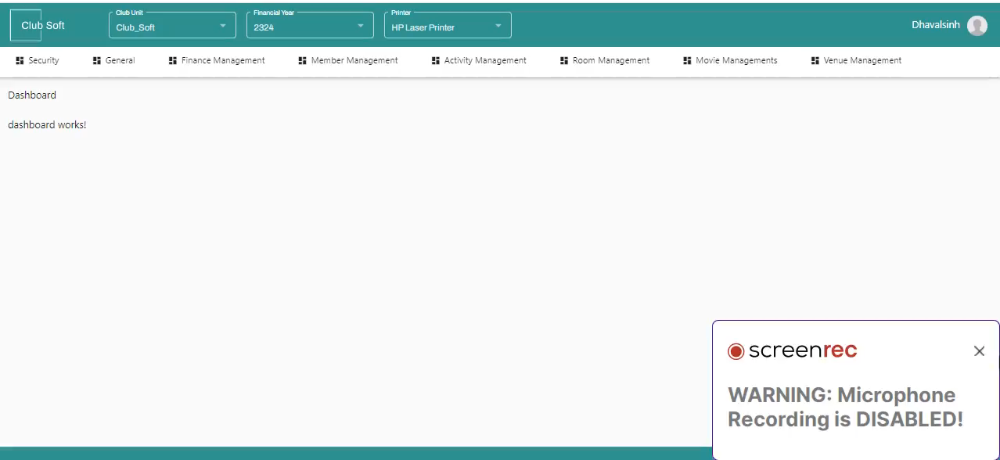 Club Soft
Club Unit
Club_Soft
Financial Year
2324
Printer
HP Laser Printer
Dhavalsinh
Security General Finance Management Member Management Activity Management Room Management Movie Managements Venue Management
Dashboard
dashboard works!
screenrec
WARNING: Microphone
Recording is DISABLED!